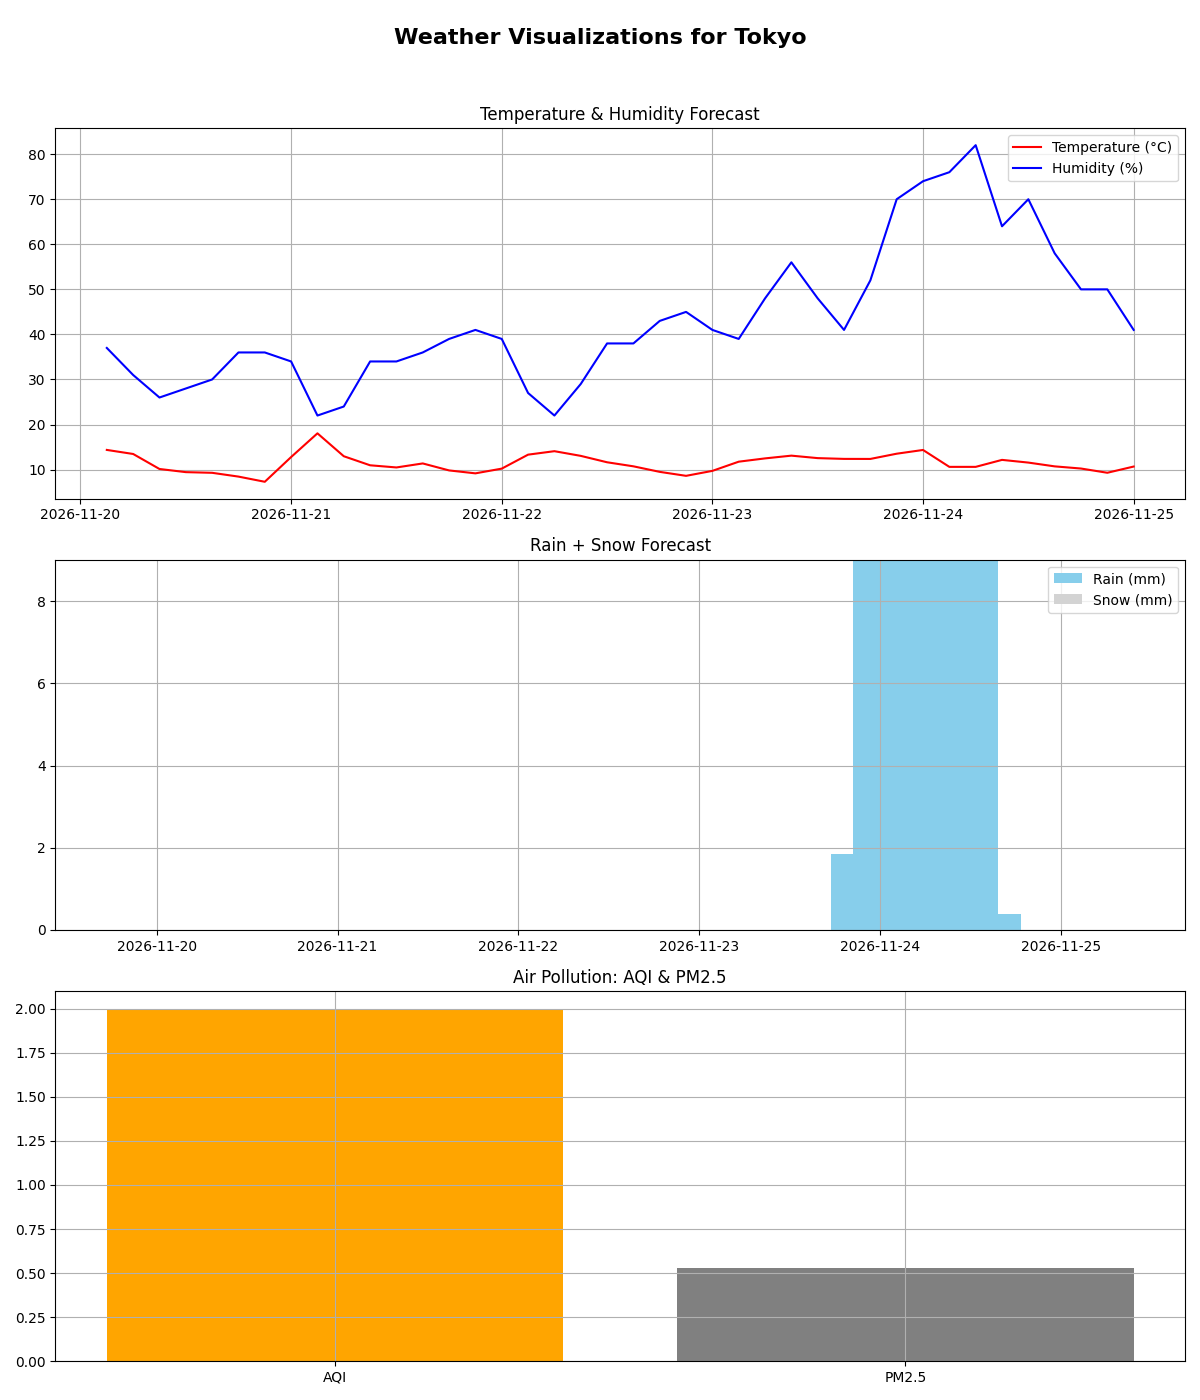 Weather Visualizations for Tokyo
Temperature & Humidity Forecast
Temperature (°C)
Humidity (%)
80
70
60
50
40
30
20
10
2026-11-20 2026-11-21 2026-11-22 2026-11-23 2026-11-24 2026-11-25
Rain + Snow Forecast
Rain (mm)
Snow (mm)
8
6
4
2
0
2026-11-20 2026-11-21 2026-11-22 2026-11-23 2026-11-24 2026-11-25
Air Pollution: AQI & PM2.5
2.00
1.75
1.50
1.25
1.00
0.75
0.50
0.25
0.00
AQI PM2.5